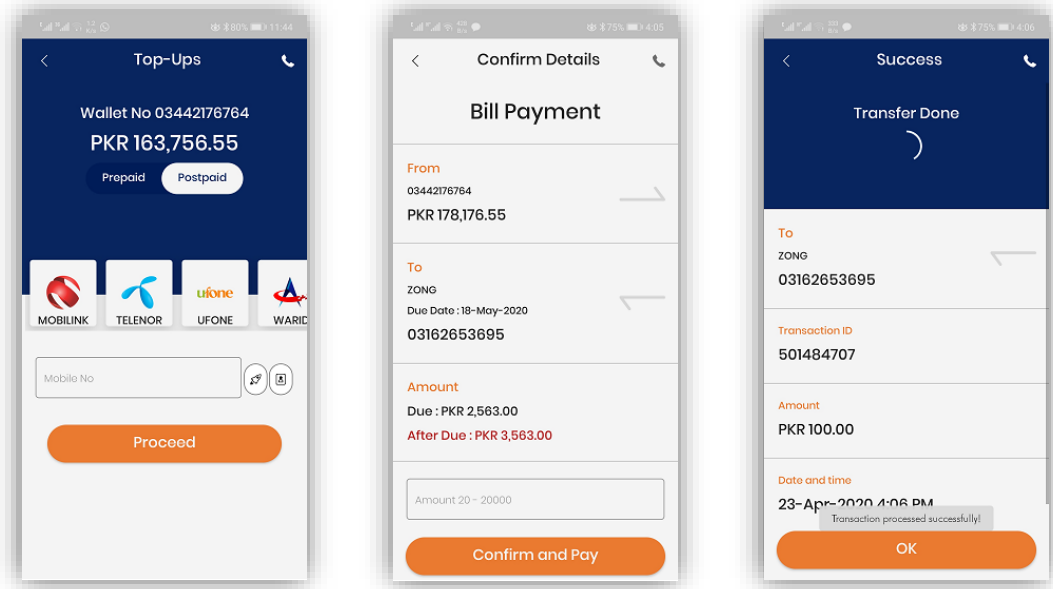 80% 11:44
Top-Ups
Wallet No 03442176764
PKR 163,756.55
Prepaid Postpaid
ufone
MOBILINK TELENOR UFONE WARID
Mobile No
Proceed
75% 4:05
Confirm Details
Bill Payment
From
03442176764
PKR 178,176.55
To
ZONG
Due Date : 18-May-2020
03162653695
Amount
Due : PKR 2,563.00
After Due : PKR 3,563.00
Amount 20 - 20000
Confirm and Pay
75% 4:06
Success
Transfer Done
To
ZONG
03162653695
Transaction ID
501484707
Amount
PKR 100.00
Date and time
23-Apr-2020 4:06 PM
Transaction processed successfully!
OK